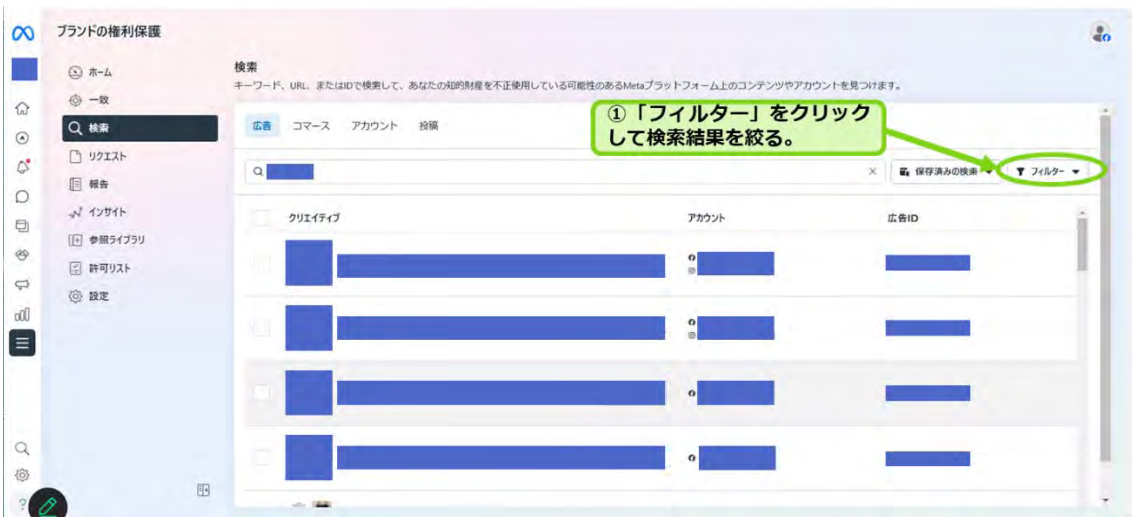 ブランドの権利保護
ホーム
一致
検索
リクエスト
報告
インサイト
参照ライブラリ
許可リスト
設定
検索
キーワード、URL、またはIDで検索して、あなたの知的財産を不正使用している可能性のあるMetaプラットフォーム上のコンテンツやアカウントを見つけます。
①「フィルター」をクリック
して検索結果を絞る。
広告 コマース アカウント 投稿
保存済みの検索 フィルター
クリエイティブ アカウント 広告ID